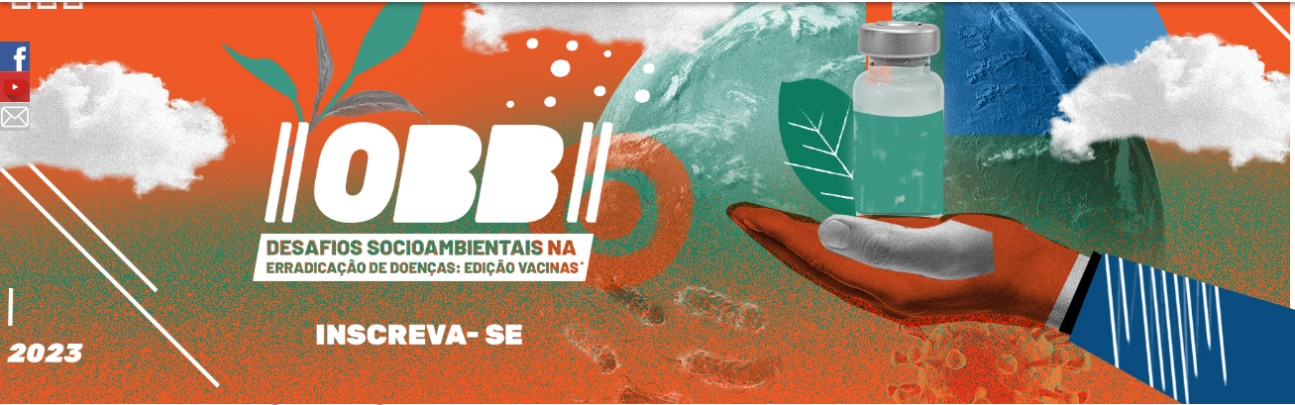 OBB
DESAFIOS SOCIOAMBIENTAIS NA
ERRADICAÇÃO DE DOENÇAS: EDIÇÃO VACINAS*
INSCREVA- SE
2023